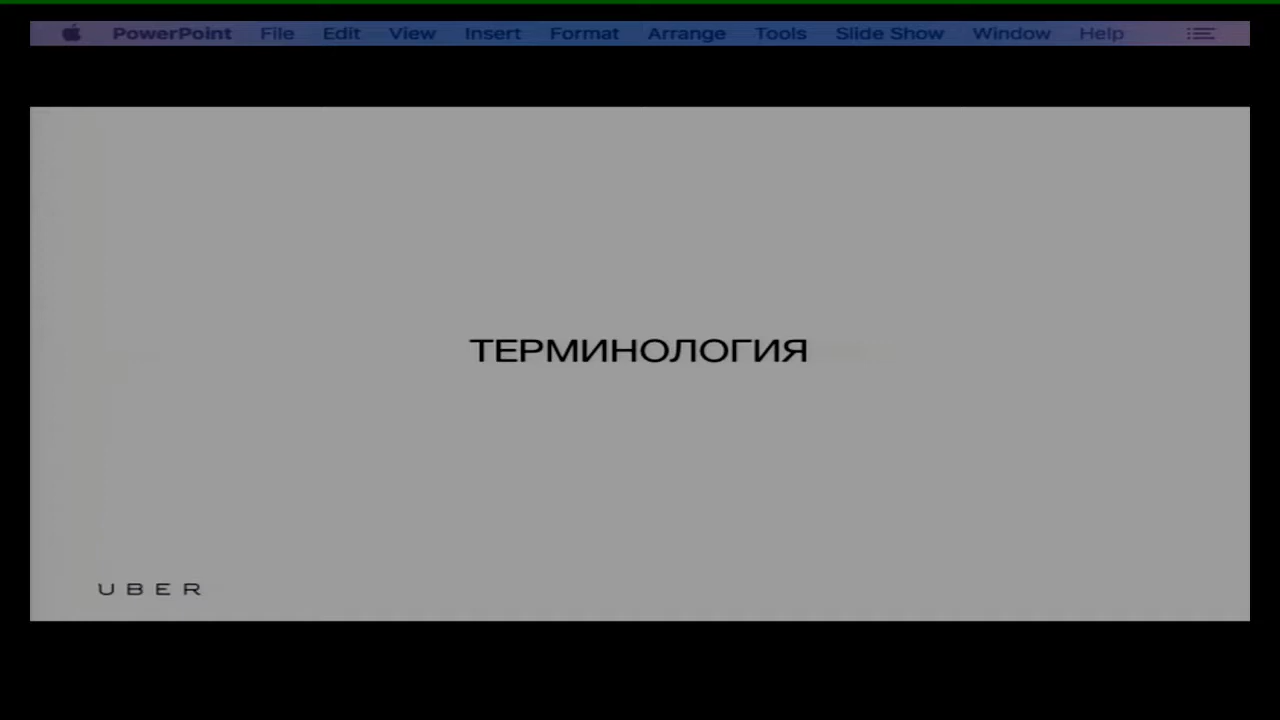 PowerPoint File Edit View Insert Format Arrange Tools Slide Show Window Help
ТЕРМИНОЛОГИЯ
UBER